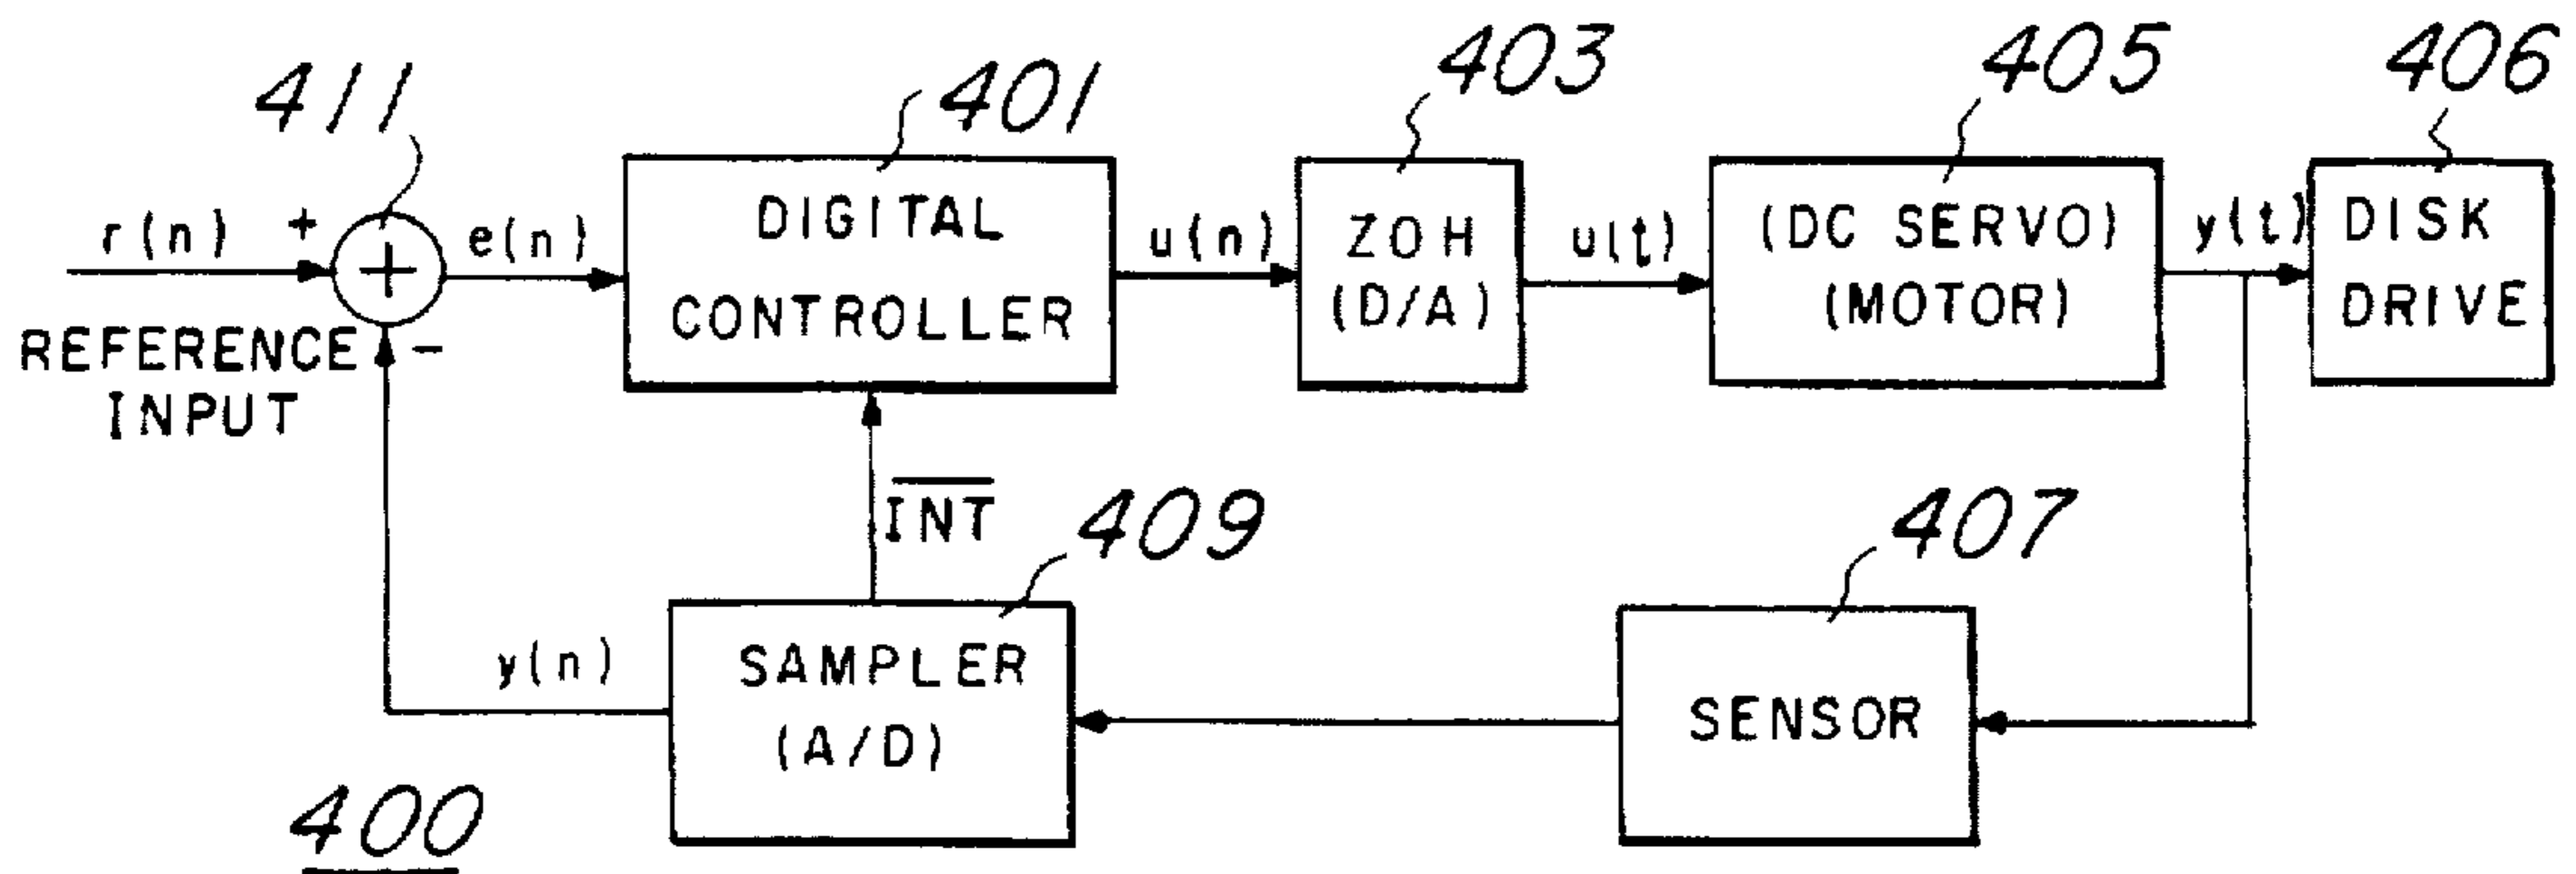 411
401
403
405
406
r(n)
+
e(n)
DIGITAL
CONTROLLER
u(n)
ZOH
(D/A)
u(t)
(DC SERVO)
(MOTOR)
y(t)
DISK
DRIVE
+
-
REFERENCE
INPUT
INT
409
407
y(n)
SAMPLER
(A/D)
SENSOR
400